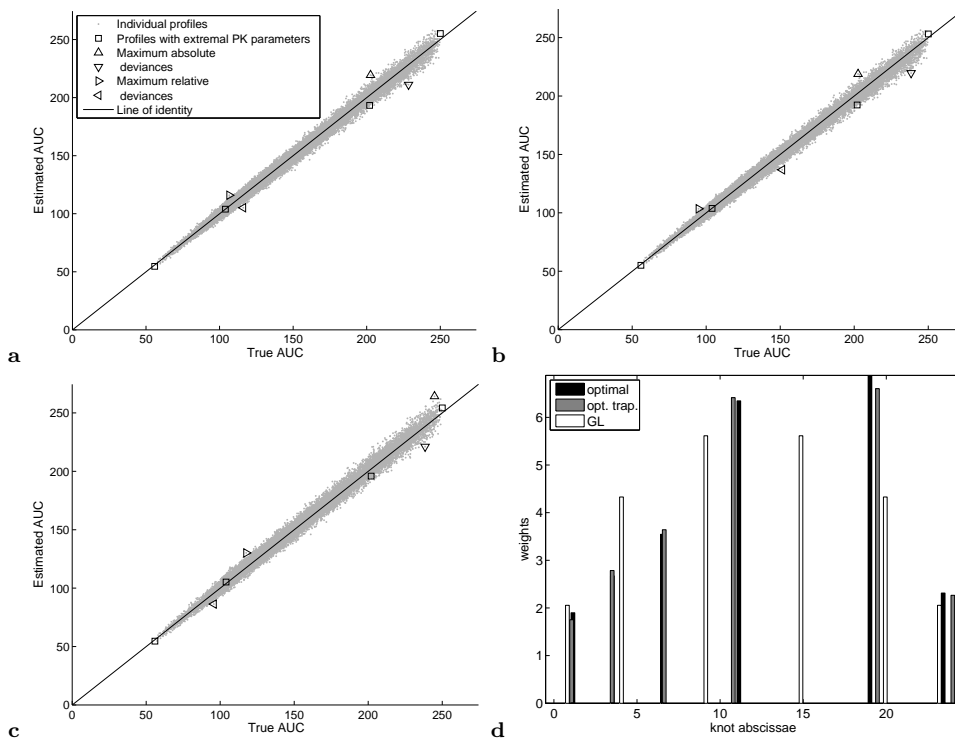 Individual profiles
Profiles with extremal PK parameters
Maximum absolute
deviances
Maximum relative
deviances
Line of identity
Estimated AUC
250
200
150
100
50
0
0 50 100 150 200 250
True AUC
a
Estimated AUC
250
200
150
100
50
0
0 50 100 150 200 250
True AUC
b
Estimated AUC
250
200
150
100
50
0
0 50 100 150 200 250
True AUC
c
optimal
opt. trap.
GL
weights
6
5
4
3
2
1
0
0 5 10 15 20
knot abscissae
d